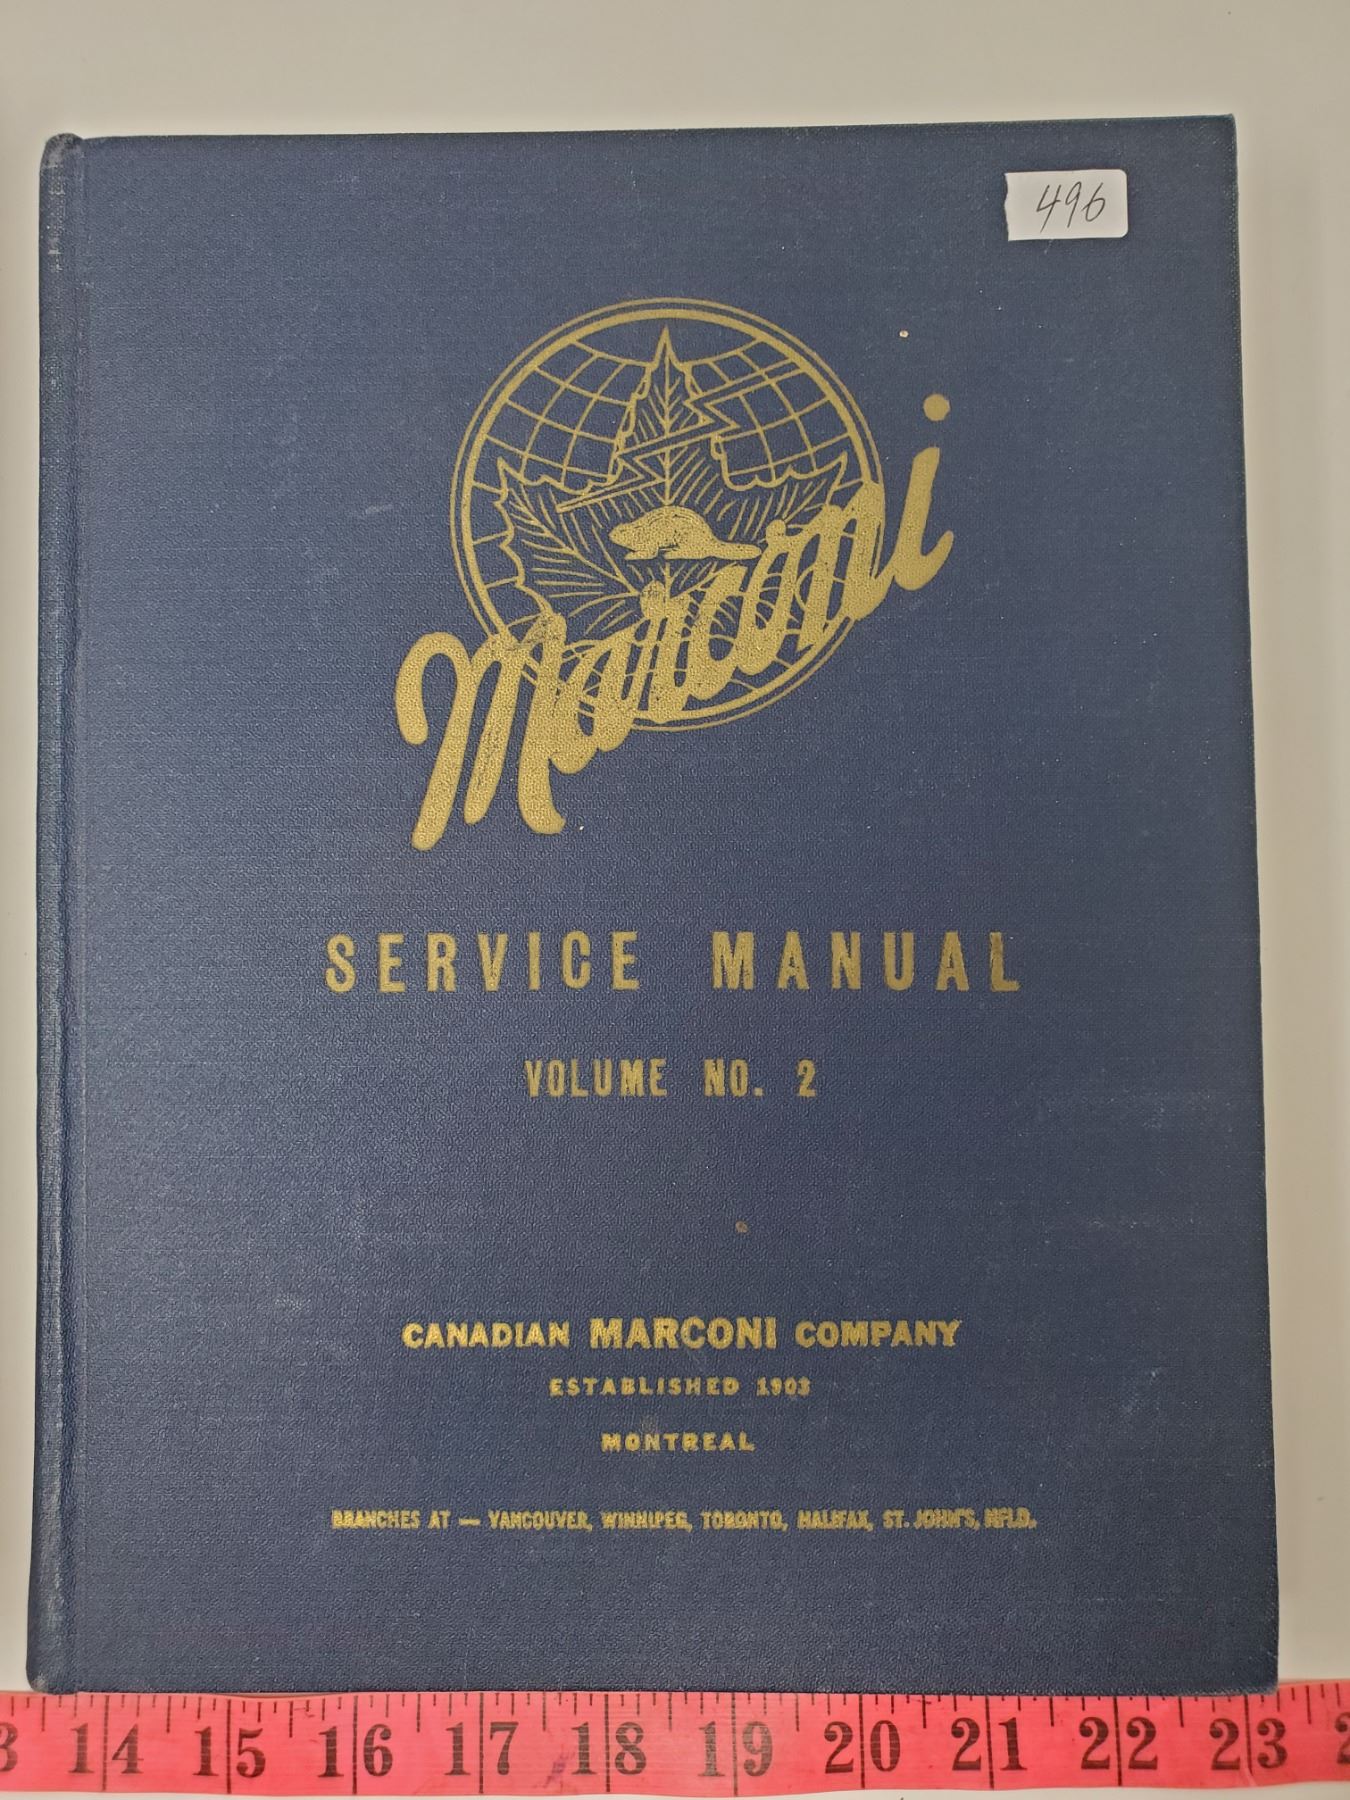 496
Marconi
SERVICE MANUAL
VOLUME NO. 2
CANADIAN MARCONI COMPANY
ESTABLISHED 1903
MONTREAL
BRANCHES AT — VANCOUVER, WINNIPEG, TORONTO, HALIFAX, ST. JOHN'S, NFLD.
3 14 15 16 17 18 19 20 21 22 23